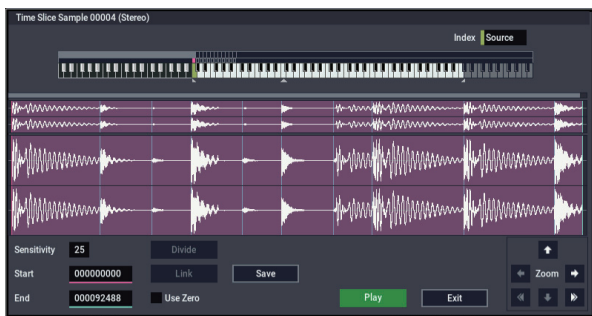 Time Slice Sample 00004 (Stereo)
Index Source
Sensitivity 25 Divide
Start 000000000 Link Save Zoom
End 000092488 Use Zero Play Exit